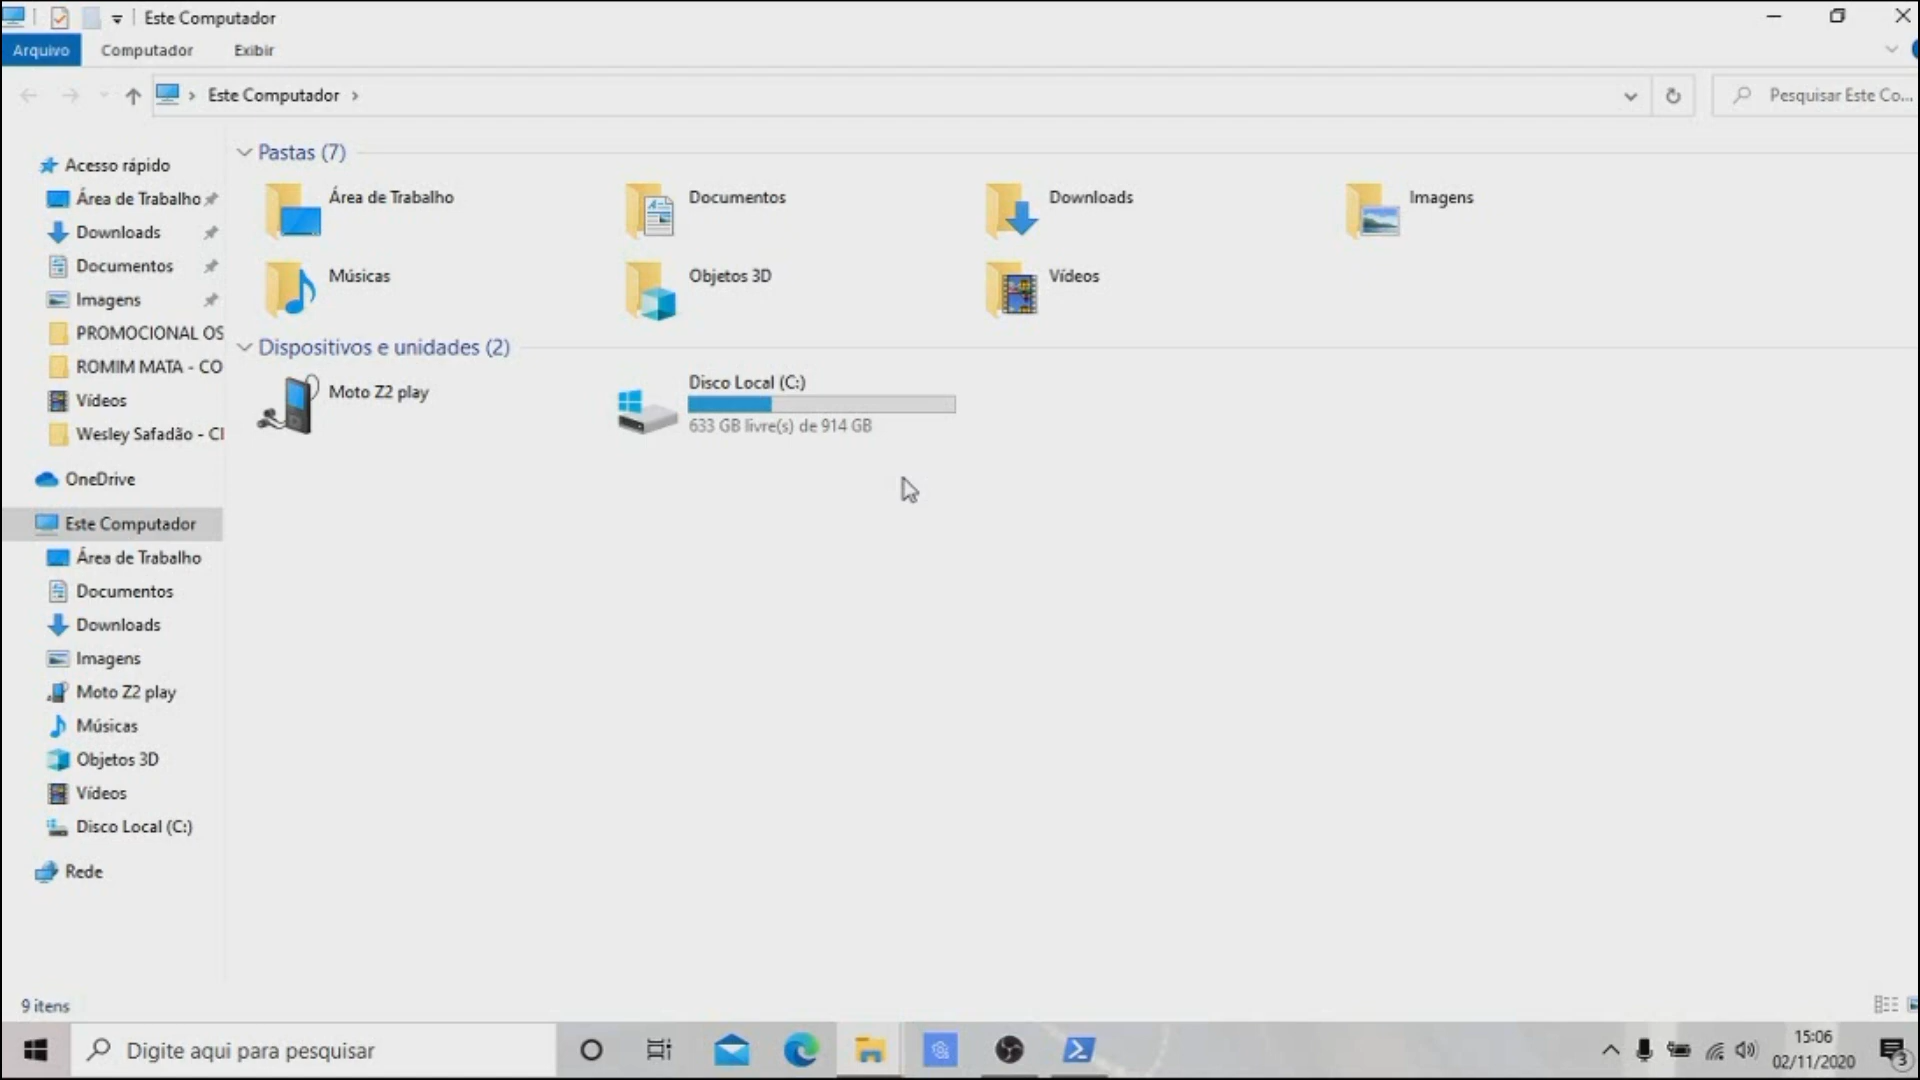 Este Computador
Arquivo Computador Exibir
Este Computador
Pesquisar Este Co...
Acesso rápido
Área de Trabalho
Downloads
Documentos
Imagens
PROMOCIONAL OS
ROMIM MATA - CO
Vídeos
Wesley Safadão - CI
OneDrive
Este Computador
Área de Trabalho
Documentos
Downloads
Imagens
Moto Z2 play
Músicas
Objetos 3D
Vídeos
Disco Local (C:)
Rede
Pastas (7)
Área de Trabalho
Documentos
Downloads
Imagens
Músicas
Objetos 3D
Vídeos
Dispositivos e unidades (2)
Moto Z2 play
Disco Local (C:)
633 GB livre(s) de 914 GB
9 itens
Digite aqui para pesquisar
15:06
02/11/2020
3